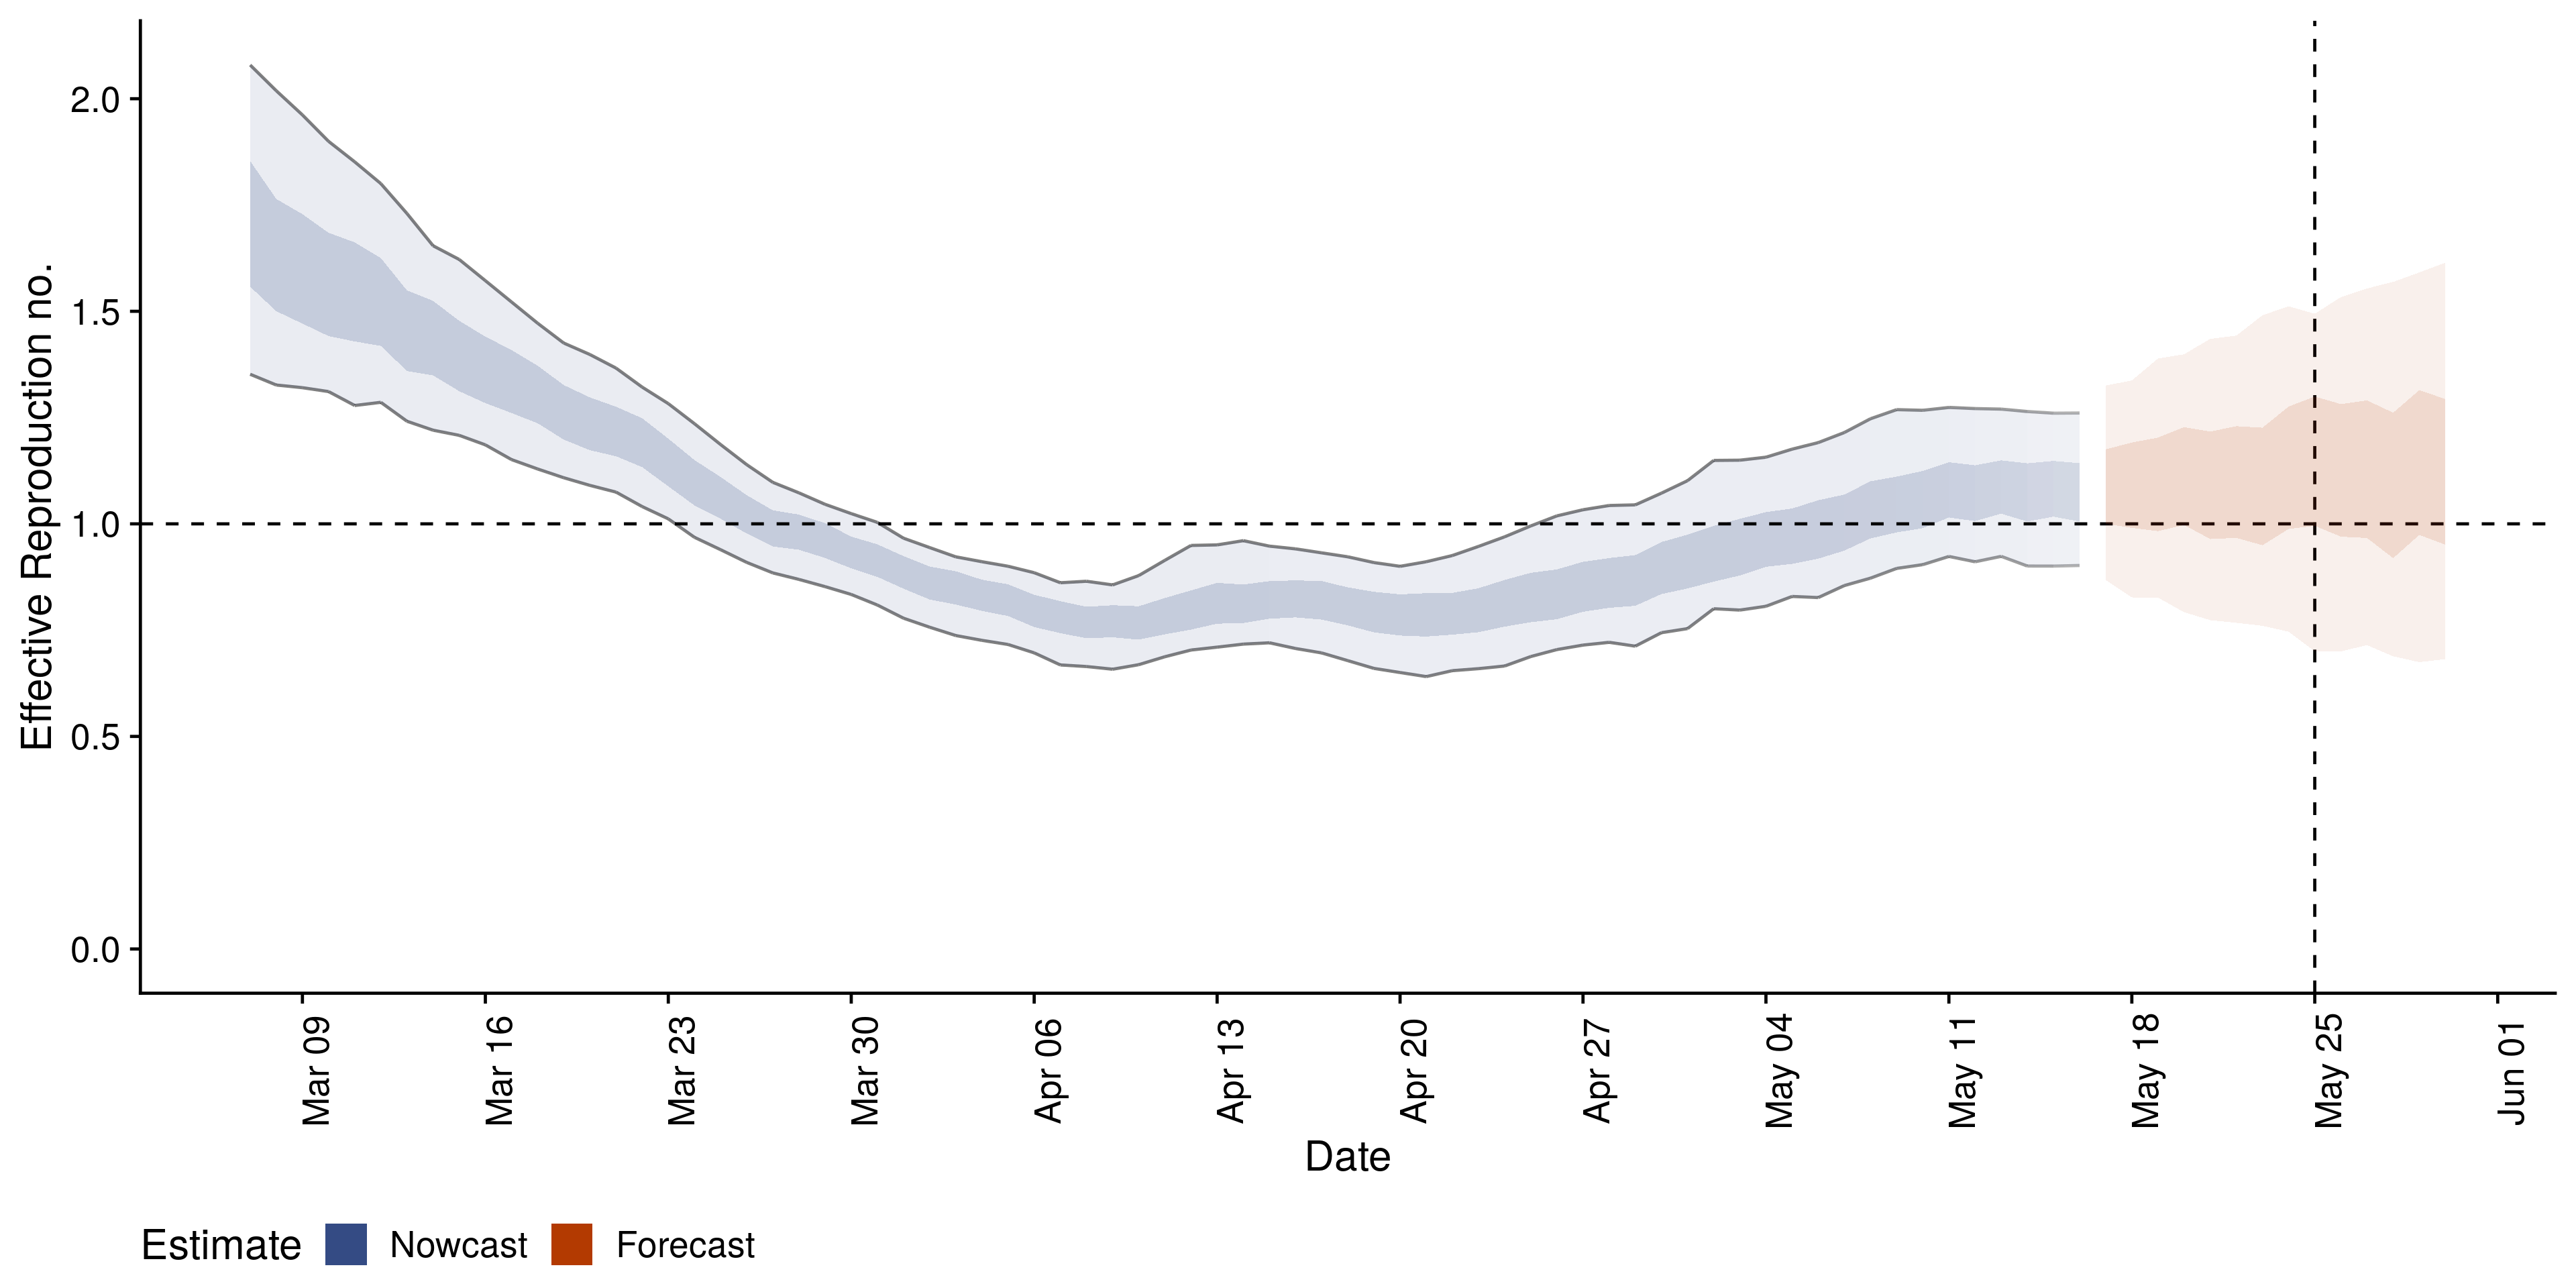 Effective Reproduction no.
2.0
1.5
1.0
0.5
0.0
Mar 09
Mar 16
Mar 23
Mar 30
Apr 06
Apr 13
Apr 20
Apr 27
May 04
May 11
May 18
May 25
Jun 01
Date
Estimate Nowcast Forecast